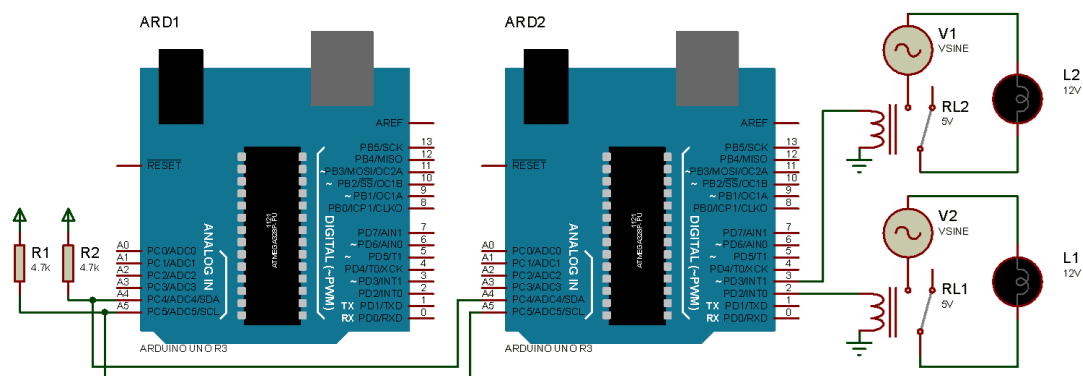 ARD1
ARD2
V1
VSINE
L2
12V
RL2
5V
V2
VSINE
L1
12V
RL1
5V
R1
4.7k
R2
4.7k
RESET
A0
A1
A2
A3
A4
A5
PC0/ADC0
PC1/ADC1
PC2/ADC2
PC3/ADC3
PC4/ADC4/SDA
PC5/ADC5/SCL
ANALOG IN
1121
ATMEGA328P-PU
DIGITAL (~PWM)
AREF
PB5/SCK 13
PB4/MISO 12
~PB3/MOSI/OC2A 11
~ PB2/SS/OC1B 10
~ PB1/OC1A 9
PB0/ICP1/CLKO 8
PD7/AIN1 7
~ PD6/AIN0 6
~ PD5/T1 5
PD4/T0/XCK 4
~ PD3/INT1 3
PD2/INT0 2
TX PD1/TXD 1
RX PD0/RXD 0
ARDUINO UNO R3
RESET
A0
A1
A2
A3
A4
A5
PC0/ADC0
PC1/ADC1
PC2/ADC2
PC3/ADC3
PC4/ADC4/SDA
PC5/ADC5/SCL
ANALOG IN
1121
ATMEGA328P-PU
DIGITAL (~PWM)
AREF
PB5/SCK 13
PB4/MISO 12
~PB3/MOSI/OC2A 11
~ PB2/SS/OC1B 10
~ PB1/OC1A 9
PB0/ICP1/CLKO 8
PD7/AIN1 7
~ PD6/AIN0 6
~ PD5/T1 5
PD4/T0/XCK 4
~ PD3/INT1 3
PD2/INT0 2
TX PD1/TXD 1
RX PD0/RXD 0
ARDUINO UNO R3